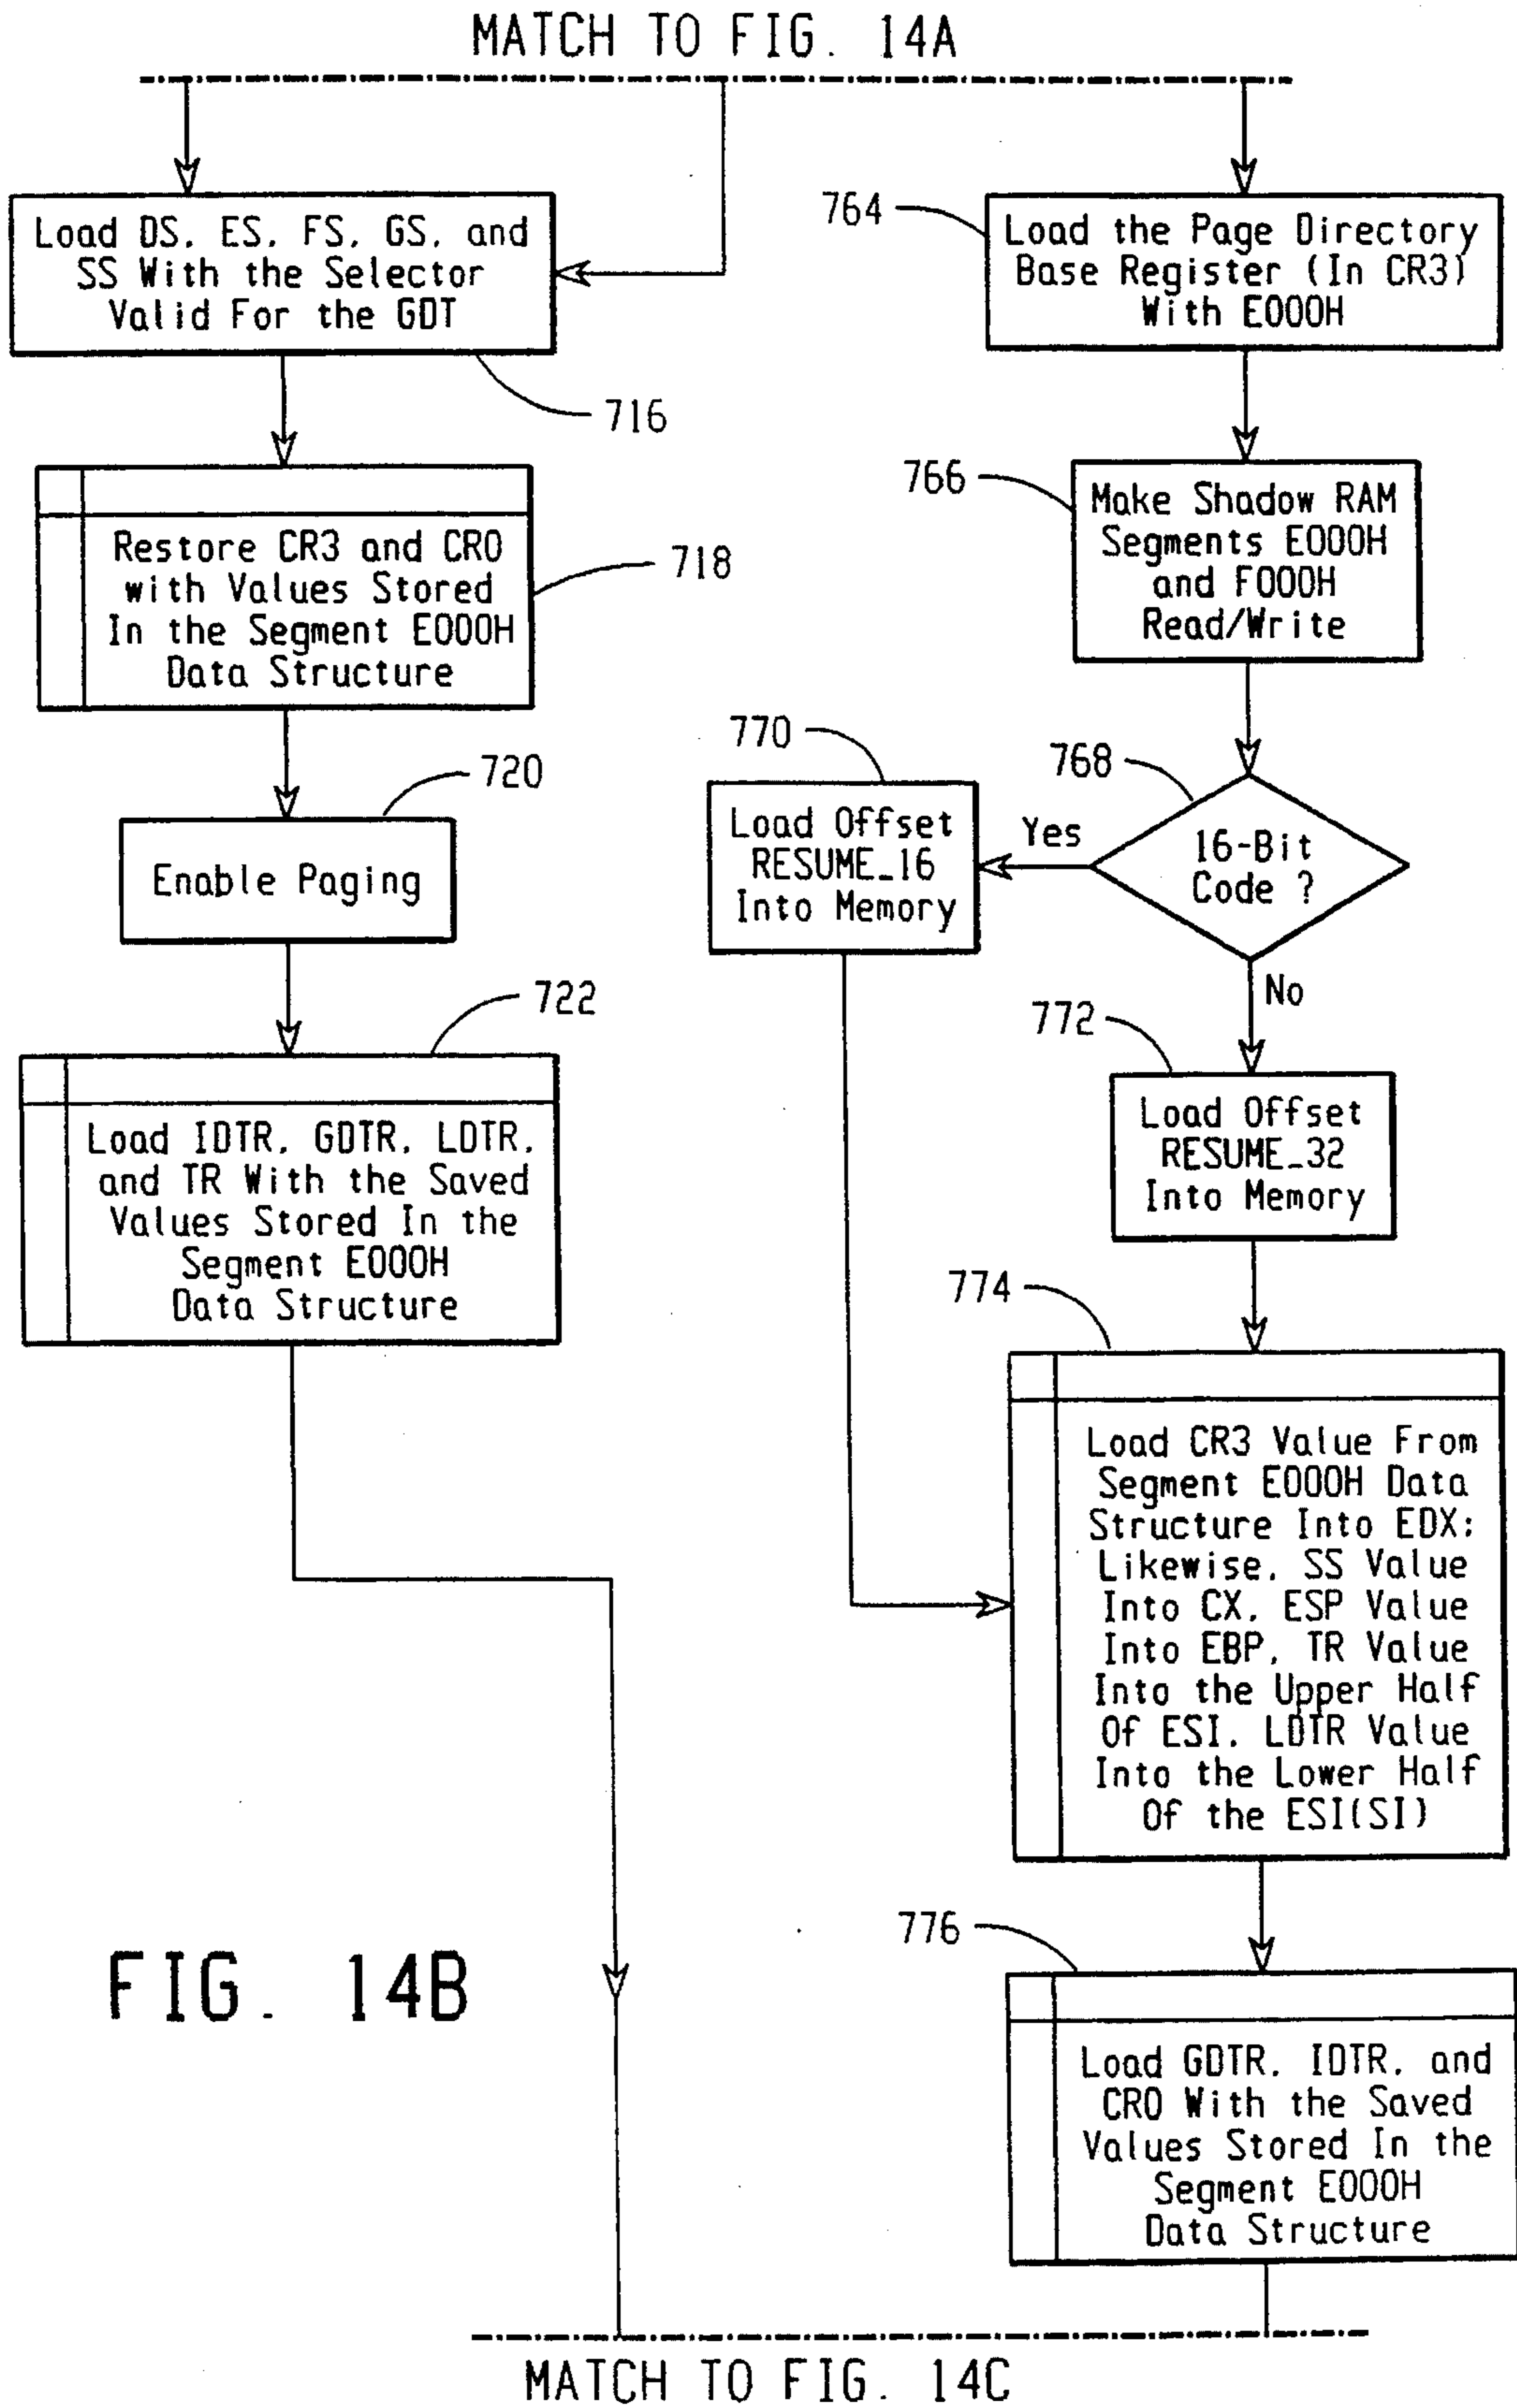 MATCH TO FIG. 14A
Load DS, ES, FS, GS, and
SS With the Selector
Valid For the GDT
716
Restore CR3 and CR0
with Values Stored
In the Segment E000H
Data Structure
718
720
Enable Paging
722
Load IDTR, GDTR, LDTR,
and TR With the Saved
Values Stored In the
Segment E000H
Data Structure
764
Load the Page Directory
Base Register (In CR3)
With E000H
766
Make Shadow RAM
Segments E000H
and F000H
Read/Write
768
16-Bit
Code ?
Yes
770
Load Offset
RESUME_16
Into Memory
No
772
Load Offset
RESUME_32
Into Memory
774
Load CR3 Value From
Segment E000H Data
Structure Into EDX;
Likewise, SS Value
Into CX, ESP Value
Into EBP, TR Value
Into the Upper Half
Of ESI, LDTR Value
Into the Lower Half
Of the ESI(SI)
776
Load GDTR, IDTR, and
CR0 With the Saved
Values Stored In the
Segment E000H
Data Structure
FIG. 14B
MATCH TO FIG. 14C